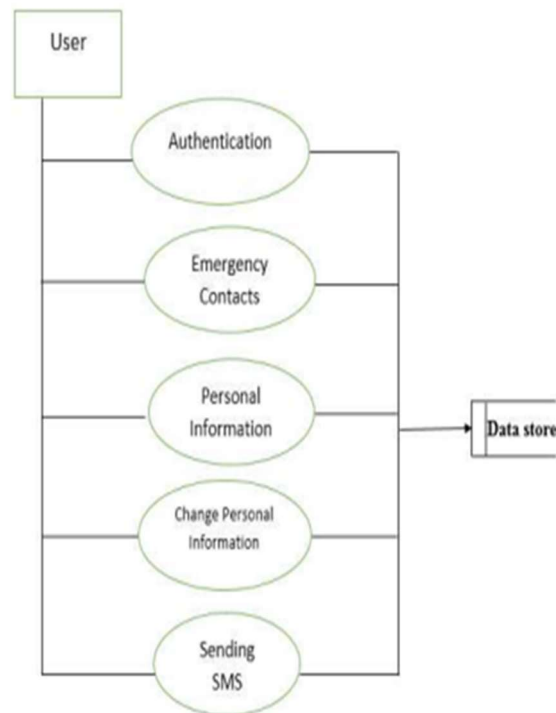 User
Authentication
Emergency
Contacts
Personal
Information
Data store
Change Personal
Information
Sending
SMS